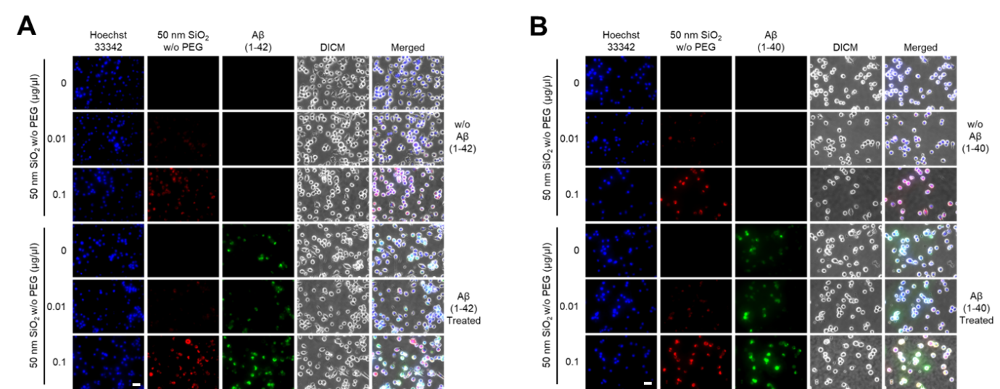 A
Hoechst
33342
50 nm SiO₂
w/o PEG
Aβ
(1-42)
DICM
Merged
50 nm SiO₂ w/o PEG (µg/µl)
0
0.01
0.1
w/o
Aβ
(1-42)
50 nm SiO₂ w/o PEG (µg/µl)
0
0.01
0.1
Aβ
(1-42)
Treated
B
Hoechst
33342
50 nm SiO₂
w/o PEG
Aβ
(1-40)
DICM
Merged
50 nm SiO₂ w/o PEG (µg/µl)
0
0.01
0.1
w/o
Aβ
(1-40)
50 nm SiO₂ w/o PEG (µg/µl)
0
0.01
0.1
Aβ
(1-40)
Treated